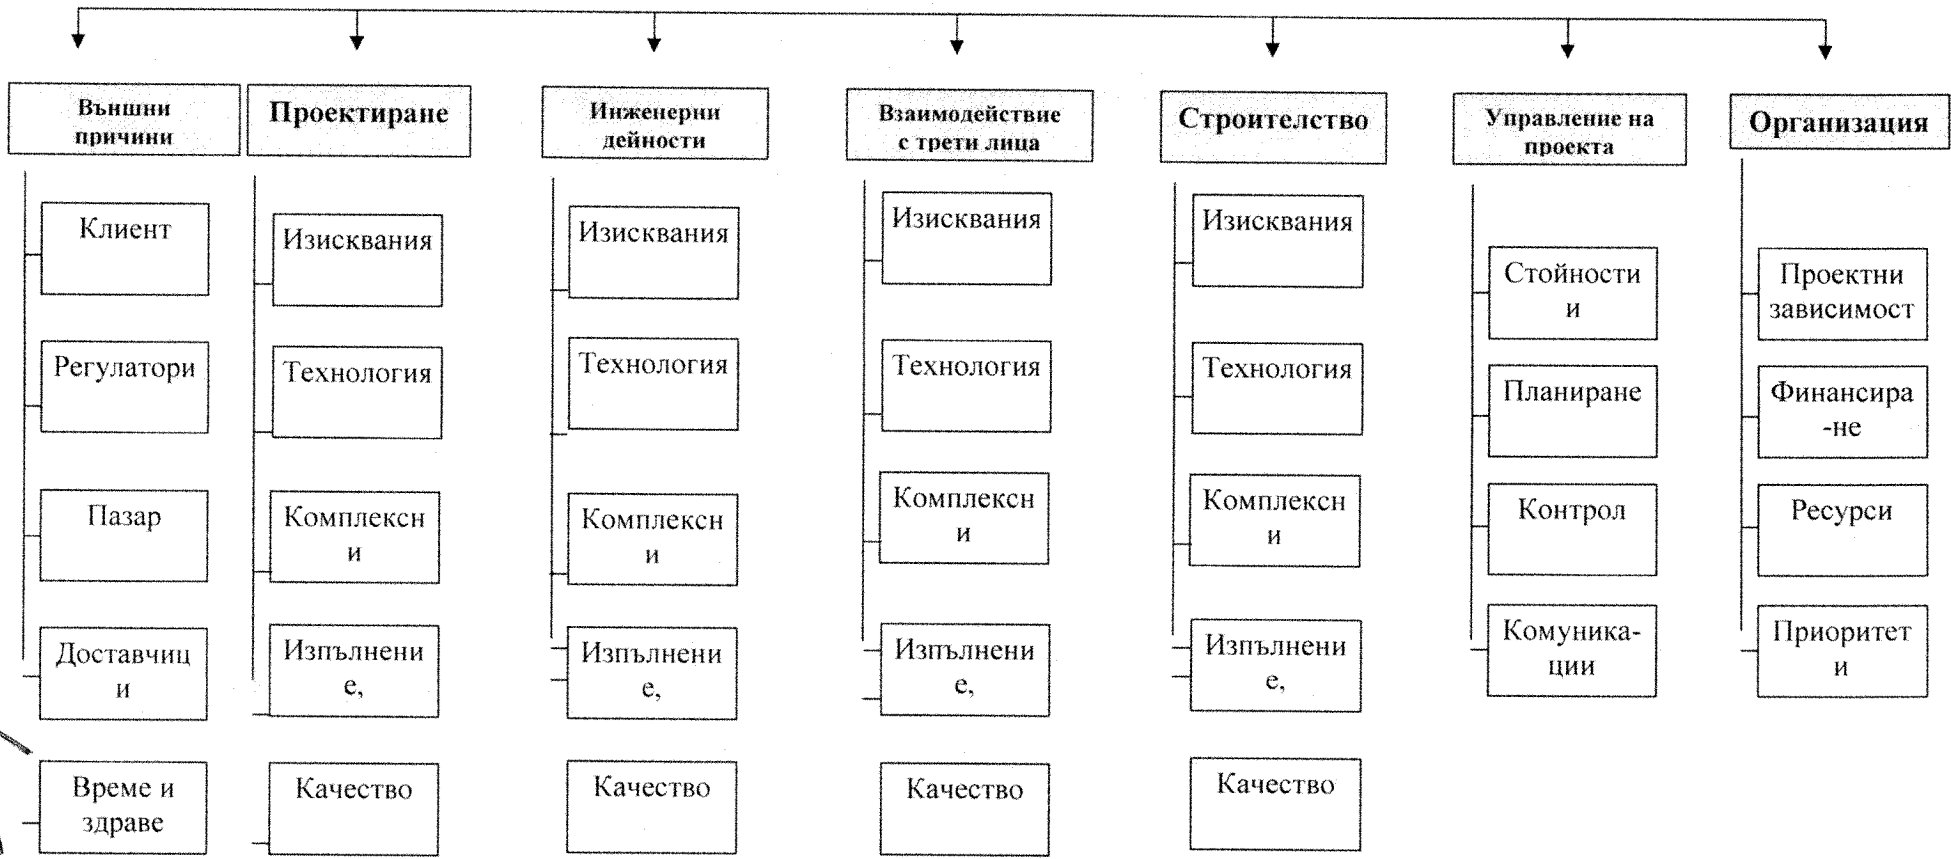 Външни
причини
Проектиране
Инженерни
дейности
Взаимодействие
с трети лица
Строителство
Управление на
проекта
Организация
Клиент
Регулатори
Пазар
Доставчиц
и
Време и
здраве
Изисквания
Технология
Комплексн
и
Изпълнени
е,
Качество
Изисквания
Технология
Комплексн
и
Изпълнени
е,
Качество
Изисквания
Технология
Комплексн
и
Изпълнени
е,
Качество
Изисквания
Технология
Комплексн
и
Изпълнени
е,
Качество
Стойности
и
Планиране
Контрол
Комуника-
ции
Проектни
зависимост
Финансира
-не
Ресурси
Приоритет
и